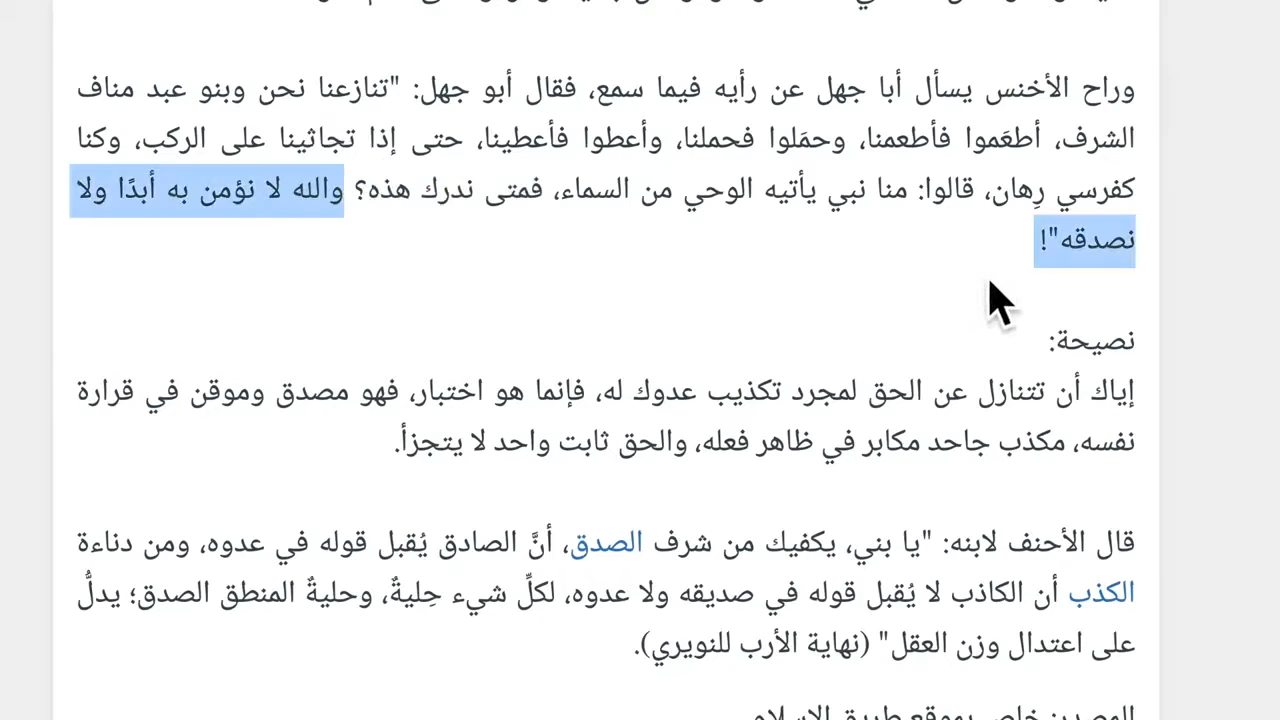 وراح الأخنس يسأل أبا جهل عن رأيه فيما سمع، فقال أبو جهل: "تنازعنا نحن وبنو عبد مناف
الشرف، أطعَموا فأطعمنا، وحمَلوا فحملنا، وأعطوا فأعطينا، حتى إذا تجاثينا على الركب، وكنا
كفرسي رِهان، قالوا: منا نبي يأتيه الوحي من السماء، فمتى ندرك هذه؟ والله لا نؤمن به أبدًا ولا
نصدقه"!
نصيحة:
إياك أن تتنازل عن الحق لمجرد تكذيب عدوك له، فإنما هو اختبار، فهو مصدق وموقن في قرارة
نفسه، مكذب جاحد مكابر في ظاهر فعله، والحق ثابت واحد لا يتجزأ.
قال الأحنف لابنه: "يا بني، يكفيك من شرف الصدق، أنَّ الصادق يُقبل قوله في عدوه، ومن دناءة
الكذب أن الكاذب لا يُقبل قوله في صديقه ولا عدوه، لكلِّ شيء حِليةٌ، وحليةٌ المنطق الصدق؛ يدلُّ
على اعتدال وزن العقل" (نهاية الأرب للنويري).
المصدر: خاص بموقع طريق الإسلام